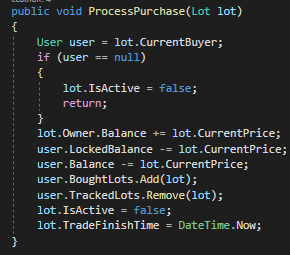 public void ProcessPurchase(Lot lot)
{
User user = lot.CurrentBuyer;
if (user == null)
{
lot.IsActive = false;
return;
}
lot.Owner.Balance += lot.CurrentPrice;
user.LockedBalance -= lot.CurrentPrice;
user.Balance -= lot.CurrentPrice;
user.BoughtLots.Add(lot);
user.TrackedLots.Remove(lot);
lot.IsActive = false;
lot.TradeFinishTime = DateTime.Now;
}